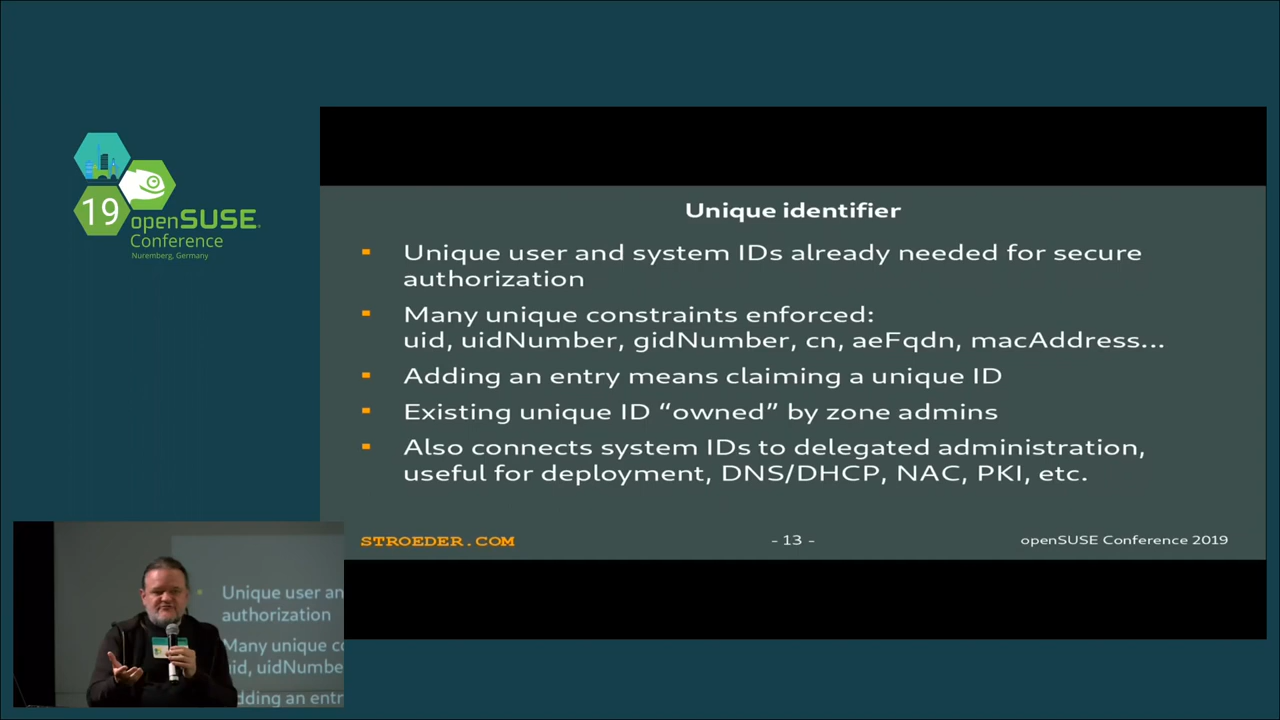 19
openSUSE
Conference
Nuremberg, Germany
Unique identifier
Unique user and system IDs already needed for secure
authorization
Many unique constraints enforced:
uid, uidNumber, gidNumber, cn, aeFqdn, macAddress...
Adding an entry means claiming a unique ID
Existing unique ID “owned” by zone admins
Also connects system IDs to delegated administration,
useful for deployment, DNS/DHCP, NAC, PKI, etc.
STROEDER.COM
- 13 -
openSUSE Conference 2019
Unique user an
authorization
Many unique c
uid, uidNumbe
dding an entr